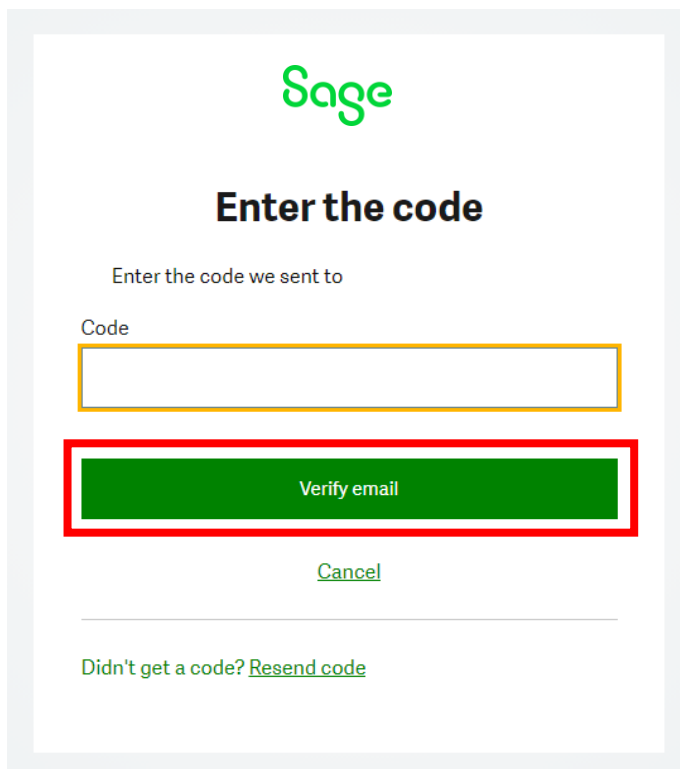 Sage
Enter the code
Enter the code we sent to
Code
Verify email
Cancel
Didn't get a code? Resend code